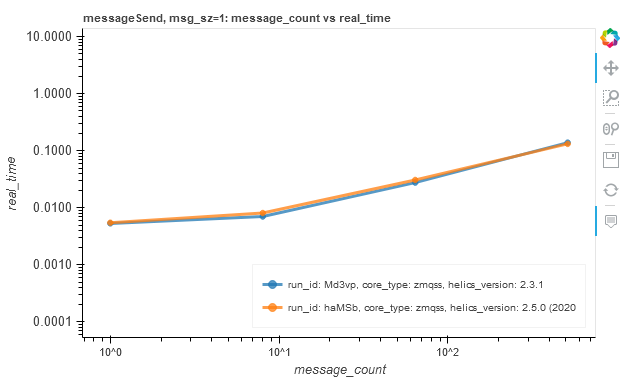 messageSend, msg_sz=1: message_count vs real_time
10.0000
1.0000
0.1000
0.0100
0.0010
0.0001
real_time
run_id: Md3vp, core_type: zmqss, helics_version: 2.3.1
run_id: haMSb, core_type: zmqss, helics_version: 2.5.0 (2020
10^0
10^1
10^2
message_count